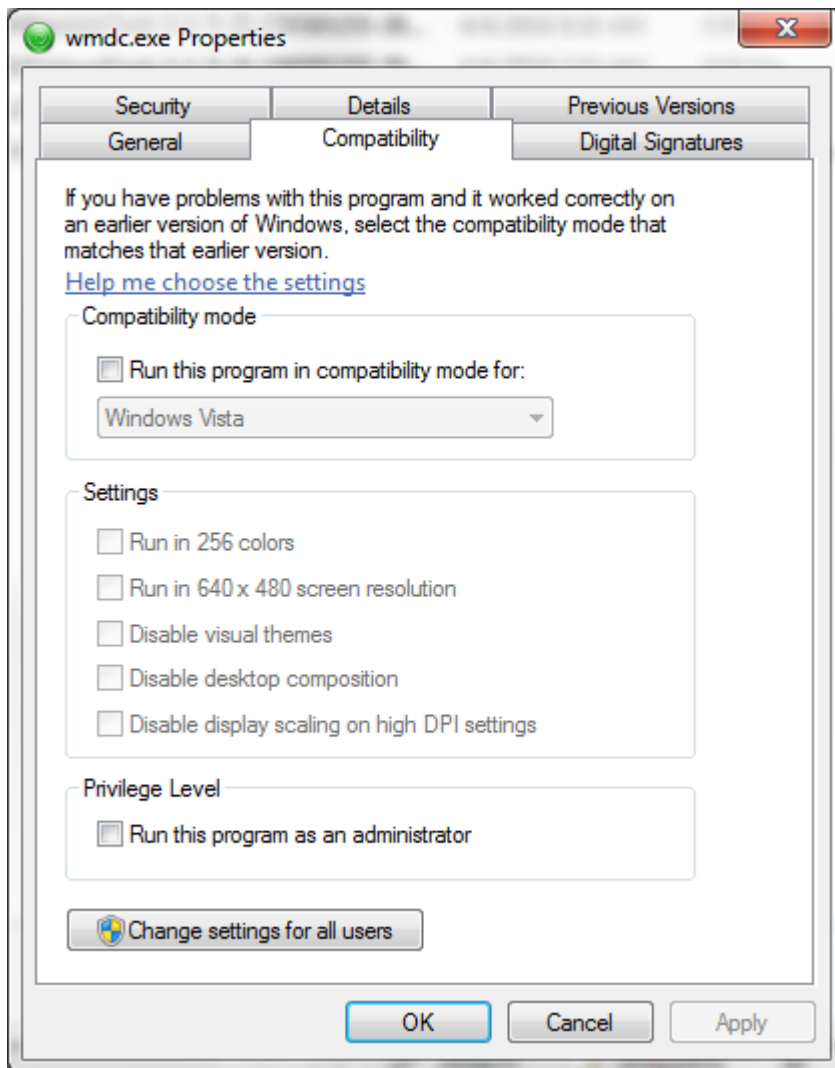 wmdc.exe Properties
Security Details Previous Versions
General Compatibility Digital Signatures
If you have problems with this program and it worked correctly on
an earlier version of Windows, select the compatibility mode that
matches that earlier version.
Help me choose the settings
Compatibility mode
Run this program in compatibility mode for:
Windows Vista
Settings
Run in 256 colors
Run in 640 x 480 screen resolution
Disable visual themes
Disable desktop composition
Disable display scaling on high DPI settings
Privilege Level
Run this program as an administrator
Change settings for all users
OK Cancel Apply